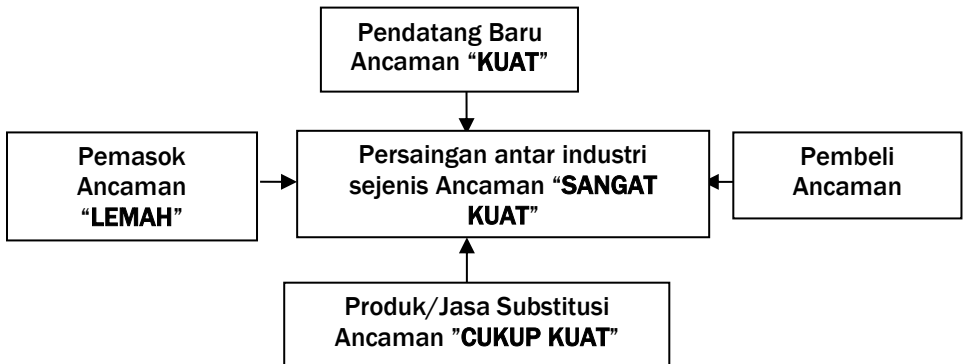 Pendatang Baru
Ancaman “KUAT”
Pemasok
Ancaman
“LEMAH”
Persaingan antar industri
sejenis Ancaman “SANGAT
KUAT”
Pembeli
Ancaman
Produk/Jasa Substitusi
Ancaman ”CUKUP KUAT”